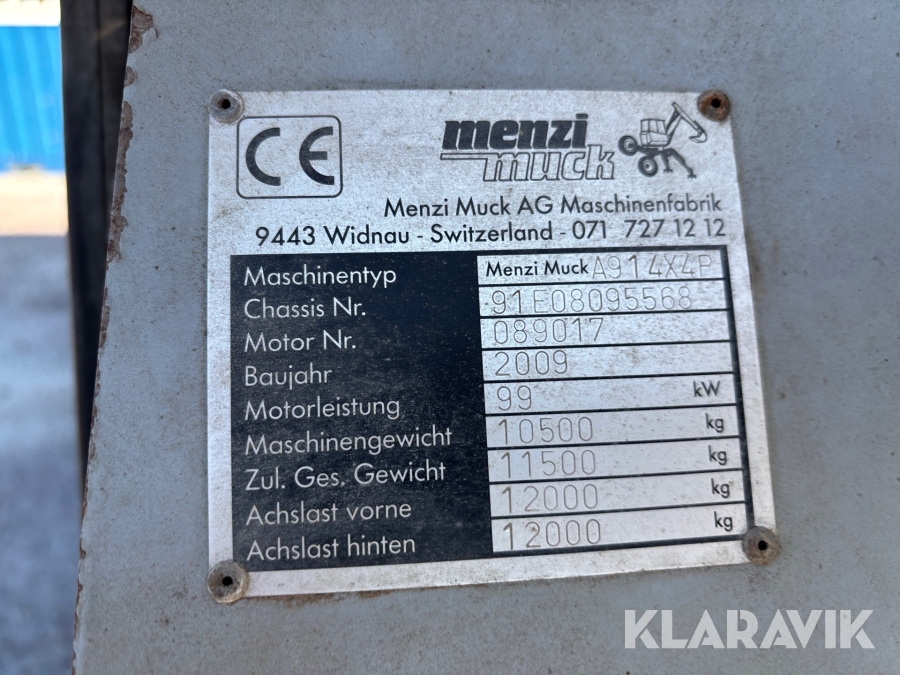 CE
menzi
muck
Menzi Muck AG Maschinenfabrik
9443 Widnau - Switzerland - 071 727 12 12
Maschinentyp Menzi Muck A91 4X4P
Chassis Nr. 91E08095568
Motor Nr. 089017
Baujahr 2009
Motorleistung 99 kW
Maschinengewicht 10500 kg
Zul. Ges. Gewicht 11500 kg
Achslast vorne 12000 kg
Achslast hinten 12000 kg
KLARAVIK